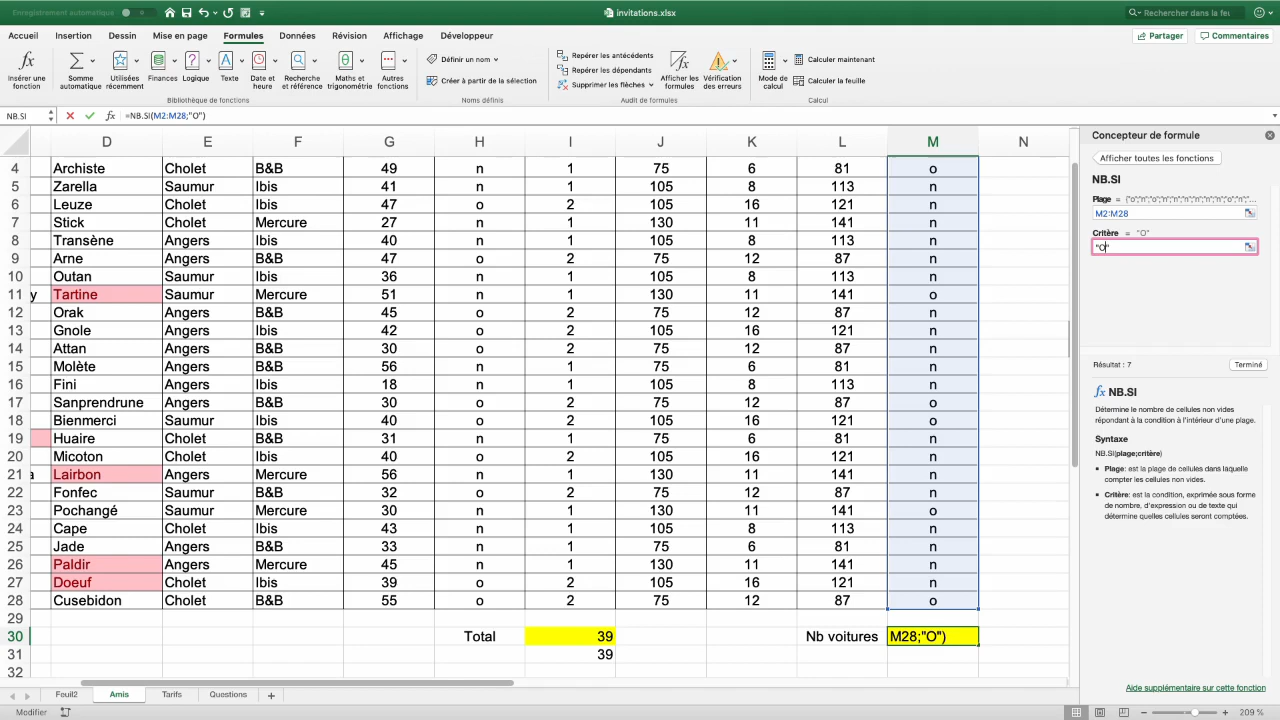 Enregistrement automatique
invitations.xlsx
Rechercher dans la feu
Accueil Insertion Dessin Mise en page Formules Données Révision Affichage Développeur Partager Commentaires
Insérer une fonction
Somme automatique
Utilisées récemment
Finances
Logique
Texte
Date et heure
Recherche et référence
Maths et trigonométrie
Autres fonctions
Bibliothèque de fonctions
Définir un nom
Créer à partir de la sélection
Noms définis
Repérer les antécédents
Repérer les dépendants
Supprimer les flèches
Afficher les formules
Vérification des erreurs
Audit de formules
Mode de calcul
Calculer maintenant
Calculer la feuille
Calcul
NB.SI fx =NB.SI(M2:M28;"O")
D E F G H I J K L M N
4 Archiste Cholet B&B 49 n 1 75 6 81 o
5 Zarella Saumur Ibis 41 n 1 105 8 113 n
6 Leuze Cholet Ibis 47 o 2 105 16 121 n
7 Stick Cholet Mercure 27 n 1 130 11 141 n
8 Transène Angers Ibis 40 n 1 105 8 113 n
9 Arne Angers B&B 47 o 2 75 12 87 n
10 Outan Saumur Ibis 36 n 1 105 8 113 n
11 y Tartine Saumur Mercure 51 n 1 130 11 141 o
12 Orak Angers B&B 45 o 2 75 12 87 n
13 Gnole Angers Ibis 42 o 2 105 16 121 n
14 Attan Angers B&B 30 o 2 75 12 87 n
15 Molète Angers B&B 56 n 1 75 6 81 n
16 Fini Angers Ibis 18 n 1 105 8 113 n
17 Sanprendrune Angers B&B 30 o 2 75 12 87 o
18 Bienmerci Saumur Ibis 40 o 2 105 16 121 o
19 Huaire Cholet B&B 31 n 1 75 6 81 n
20 Micoton Cholet Ibis 40 o 2 105 16 121 n
21 a Lairbon Angers Mercure 56 n 1 130 11 141 n
22 Fonfec Saumur B&B 32 o 2 75 12 87 n
23 Pochangé Saumur Mercure 30 n 1 130 11 141 o
24 Cape Cholet Ibis 43 n 1 105 8 113 n
25 Jade Angers B&B 33 n 1 75 6 81 n
26 Paldir Angers Mercure 45 n 1 130 11 141 n
27 Doeuf Cholet Ibis 39 o 2 105 16 121 n
28 Cusebidon Cholet B&B 55 o 2 75 12 87 o
29
30 Total 39 Nb voitures M28;"O")
31 39
32
Feuil2 Amis Tarifs Questions +
Modifier 209 %
Concepteur de formule
Afficher toutes les fonctions
NB.SI
Plage = {"o";"n";"o";"n";"n";"n";"n";"n";"n";"o";"n";...
M2:M28
Critère = "O"
"O"
Résultat : 7 Terminé
fx NB.SI
Détermine le nombre de cellules non vides
répondant à la condition à l'intérieur d'une plage.
Syntaxe
NB.SI(plage;critère)
▪ Plage: est la plage de cellules dans laquelle
compter les cellules non vides.
▪ Critère: est la condition, exprimée sous forme
de nombre, d'expression ou de texte qui
détermine quelles cellules seront comptées.
Aide supplémentaire sur cette fonction